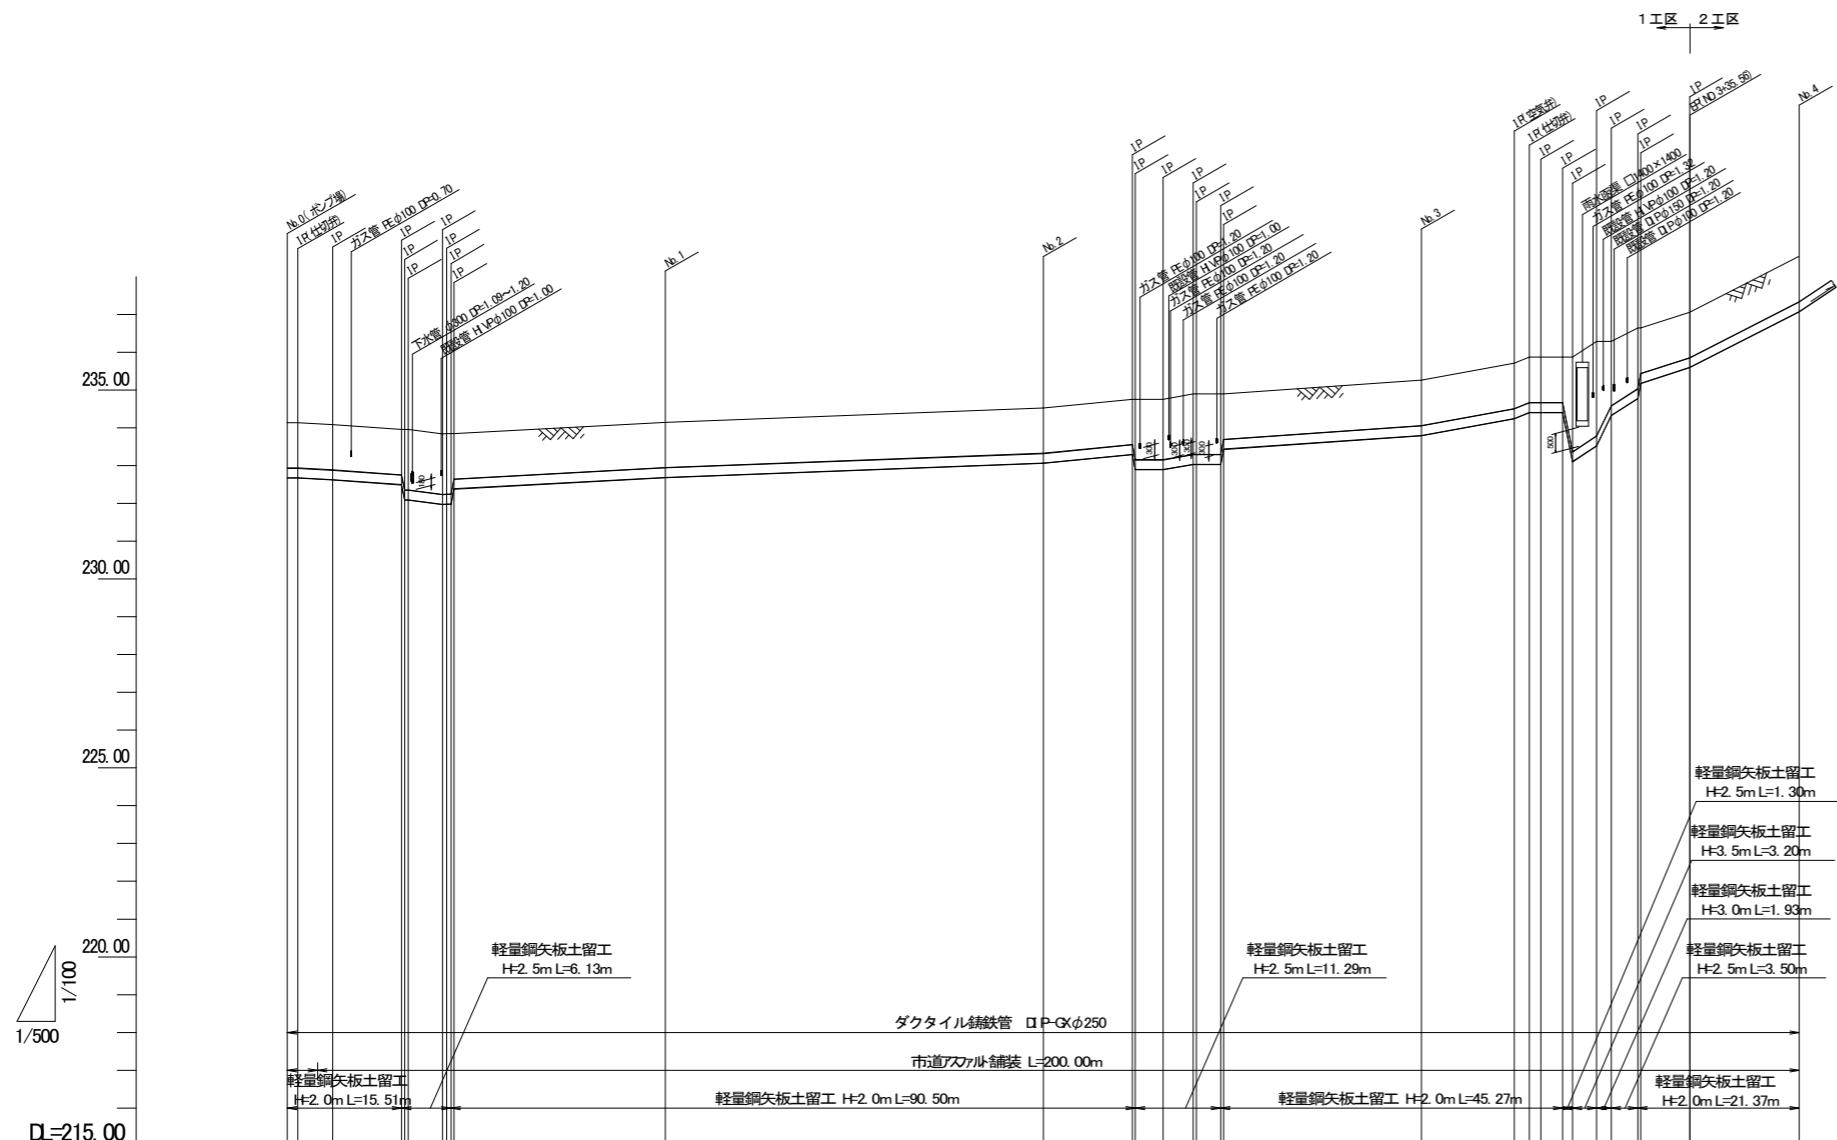 1工区 2工区
No.0(ポンプ場)
IP(仕切弁)
IP
ガス管 PEφ100 DP=0.70
IP
IP
IP
下水管 φ300 DP=1.09～1.20
IP
IP
IP
IP
既設管 HIVPφ100 DP=1.00
No.1
No.2
IP
IP
ガス管 PEφ100 DP=1.20
IP
既設管 HIVPφ100 DP=1.00
ガス管 PEφ100 DP=1.20
IP
IP
ガス管 PEφ100 DP=1.20
IP
IP
ガス管 PEφ100 DP=1.20
No.3
IP(空気弁)
IP(仕切弁)
IP
IP
IP
雨水函渠 □1400×1400
ガス管 PEφ100 DP=1.32
IP
既設管 HIVPφ100 DP=1.20
IP
既設管 DIPφ150 DP=1.20
既設管 DIPφ100 DP=1.20
IP
IP
IP
EP(NO.3+35.56)
No.4
235.00
180
300
300
300
300
500
230.00
225.00
220.00
DL=215.00
1/100
1/500
軽量鋼矢板土留工
H=2.5m L=1.30m
軽量鋼矢板土留工
H=3.5m L=3.20m
軽量鋼矢板土留工
H=3.0m L=1.93m
軽量鋼矢板土留工
H=2.5m L=6.13m
軽量鋼矢板土留工
H=2.5m L=11.29m
軽量鋼矢板土留工
H=2.5m L=3.50m
ダクタイル鋳鉄管 DIP-GXφ250
市道アスファルト舗装 L=200.00m
軽量鋼矢板土留工
H=2.0m L=15.51m
軽量鋼矢板土留工 H=2.0m L=90.50m
軽量鋼矢板土留工 H=2.0m L=45.27m
軽量鋼矢板土留工
H=2.0m L=21.37m